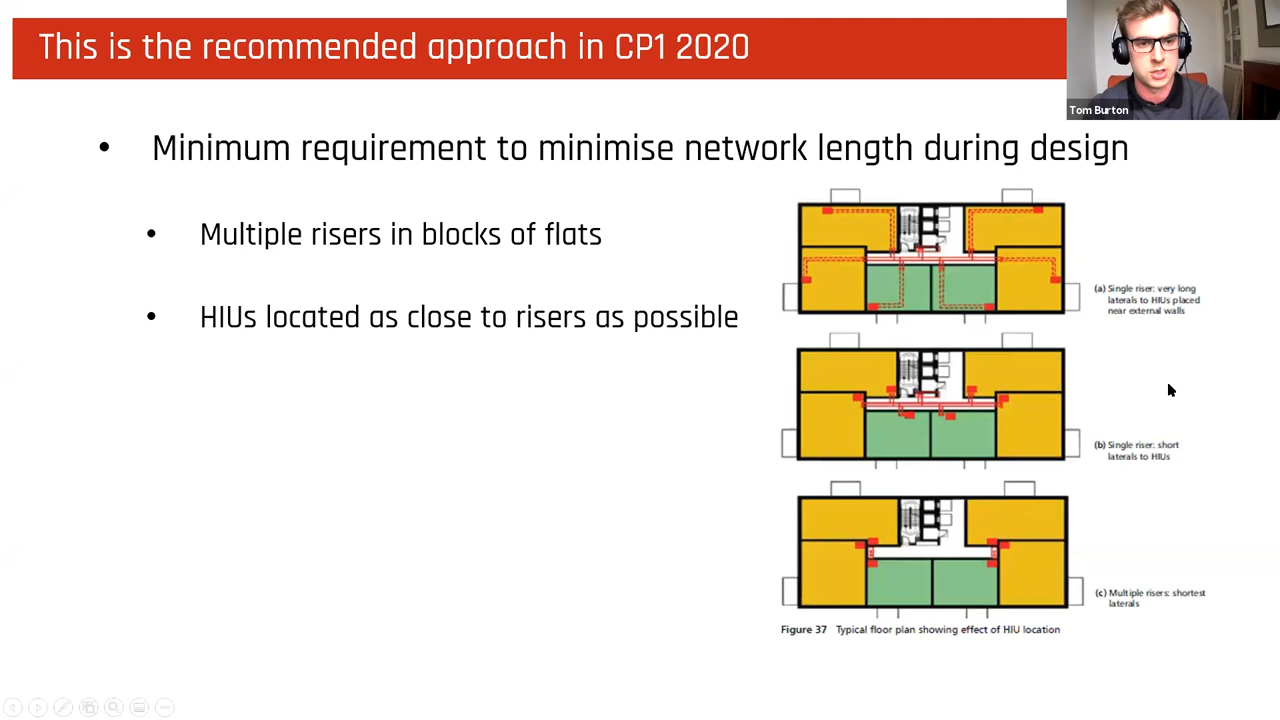 This is the recommended approach in CP1 2020
Tom Burton
• Minimum requirement to minimise network length during design
• Multiple risers in blocks of flats
• HIUs located as close to risers as possible
(a) Single riser: very long
laterals to HIUs placed
near external walls
(b) Single riser: short
laterals to HIUs
(c) Multiple risers: shortest
laterals
Figure 37 Typical floor plan showing effect of HIU location